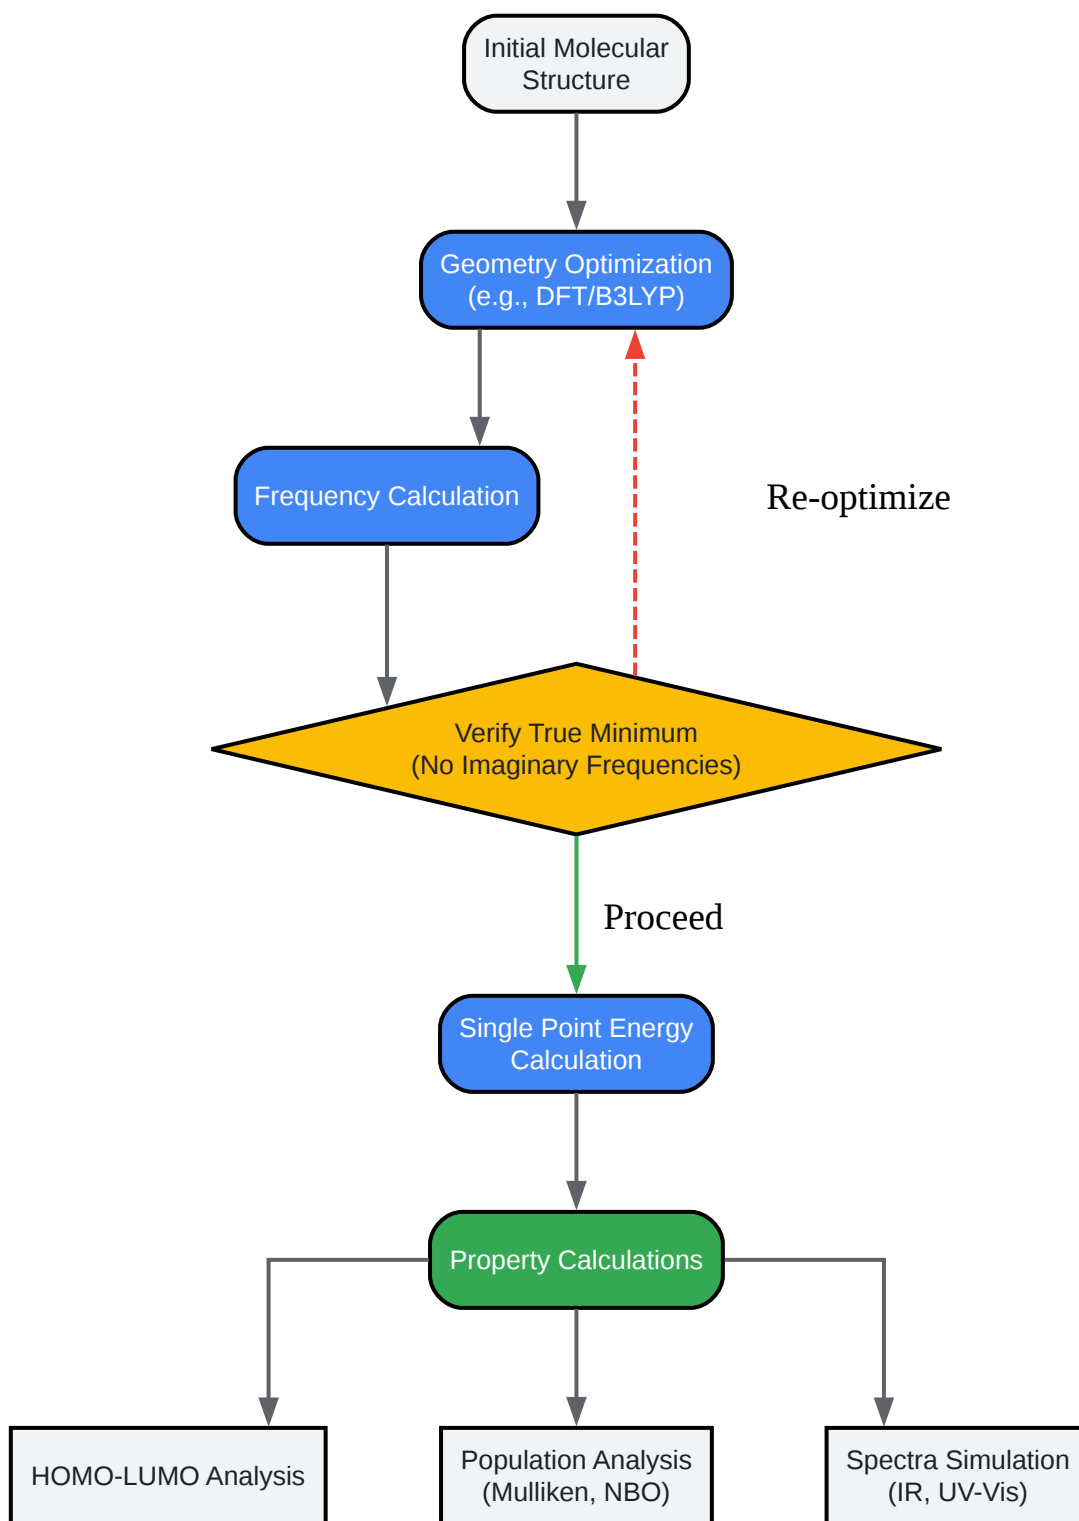 Initial Molecular
Structure
Geometry Optimization
(e.g., DFT/B3LYP)
Frequency Calculation
Re-optimize
Verify True Minimum
(No Imaginary Frequencies)
Proceed
Single Point Energy
Calculation
Property Calculations
HOMO-LUMO Analysis
Population Analysis
(Mulliken, NBO)
Spectra Simulation
(IR, UV-Vis)